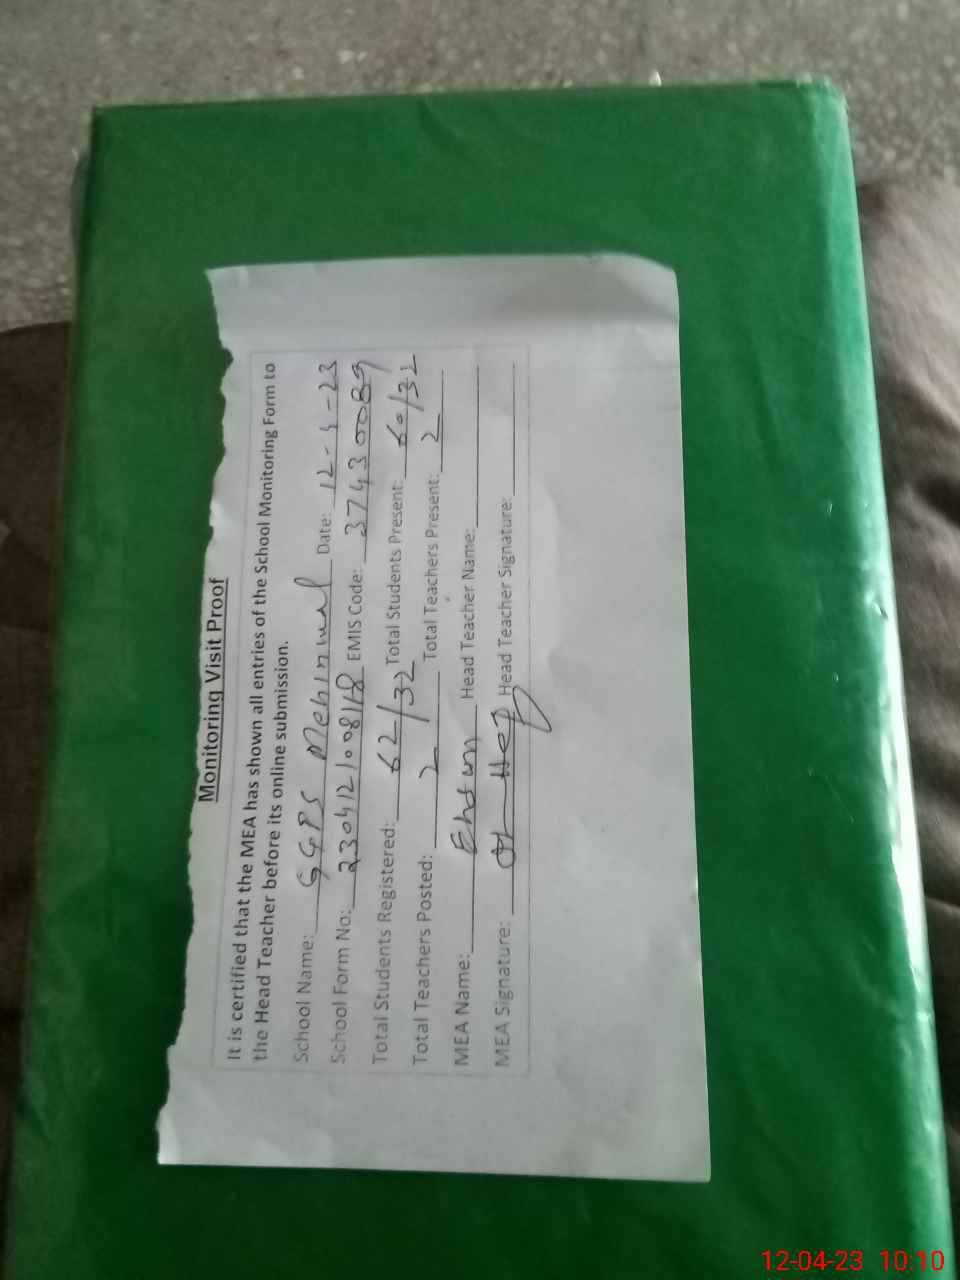 Monitoring Visit Proof
It is certified that the MEA has shown all entries of the School Monitoring Form to
the Head Teacher before its online submission.
School Name: GGPS Mehinwal Date: 12-4-23
School Form No: 230412100818 EMIS Code: 37430089
Total Students Registered: 62/32 Total Students Present: 60/32
Total Teachers Posted: 2 Total Teachers Present: 2
MEA Name: Ehsan Head Teacher Name:
MEA Signature: Head Teacher Signature:
12-04-23 10:10